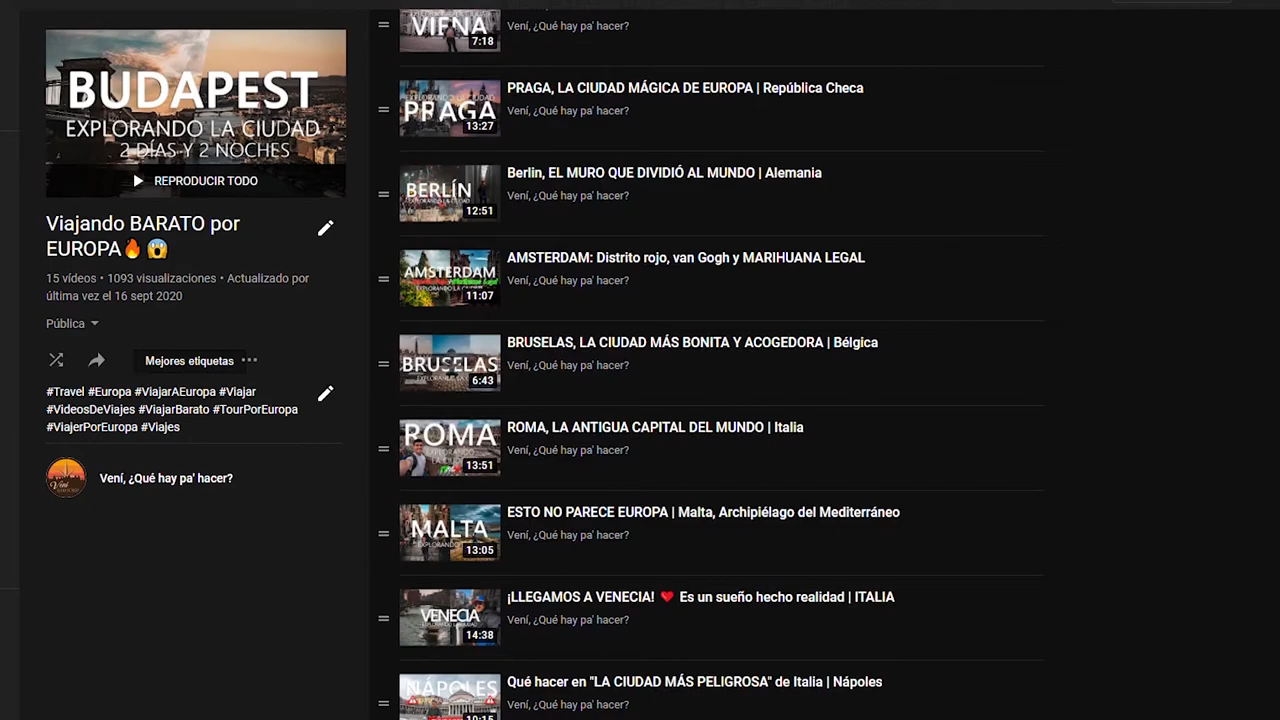 BUDAPEST
EXPLORANDO LA CIUDAD
2 DÍAS Y 2 NOCHES
REPRODUCIR TODO
Viajando BARATO por
EUROPA🔥😱
15 vídeos • 1093 visualizaciones • Actualizado por
última vez el 16 sept 2020
Pública
Mejores etiquetas
#Travel #Europa #ViajarAEuropa #Viajar
#VideosDeViajes #ViajarBarato #TourPorEuropa
#ViajerPorEuropa #Viajes
Vení, ¿Qué hay pa' hacer?
VIENA
7:18
Vení, ¿Qué hay pa' hacer?
PRAGA
13:27
PRAGA, LA CIUDAD MÁGICA DE EUROPA | República Checa
Vení, ¿Qué hay pa' hacer?
BERLÍN
12:51
Berlin, EL MURO QUE DIVIDIÓ AL MUNDO | Alemania
Vení, ¿Qué hay pa' hacer?
AMSTERDAM
11:07
AMSTERDAM: Distrito rojo, van Gogh y MARIHUANA LEGAL
Vení, ¿Qué hay pa' hacer?
BRUSELAS
6:43
BRUSELAS, LA CIUDAD MÁS BONITA Y ACOGEDORA | Bélgica
Vení, ¿Qué hay pa' hacer?
ROMA
EXPLORANDO
LA
13:51
ROMA, LA ANTIGUA CAPITAL DEL MUNDO | Italia
Vení, ¿Qué hay pa' hacer?
MALTA
13:05
ESTO NO PARECE EUROPA | Malta, Archipiélago del Mediterráneo
Vení, ¿Qué hay pa' hacer?
VENECIA
14:38
¡LLEGAMOS A VENECIA! ❤ Es un sueño hecho realidad | ITALIA
Vení, ¿Qué hay pa' hacer?
NÁPOLES
10:15
Qué hacer en "LA CIUDAD MÁS PELIGROSA" de Italia | Nápoles
Vení, ¿Qué hay pa' hacer?